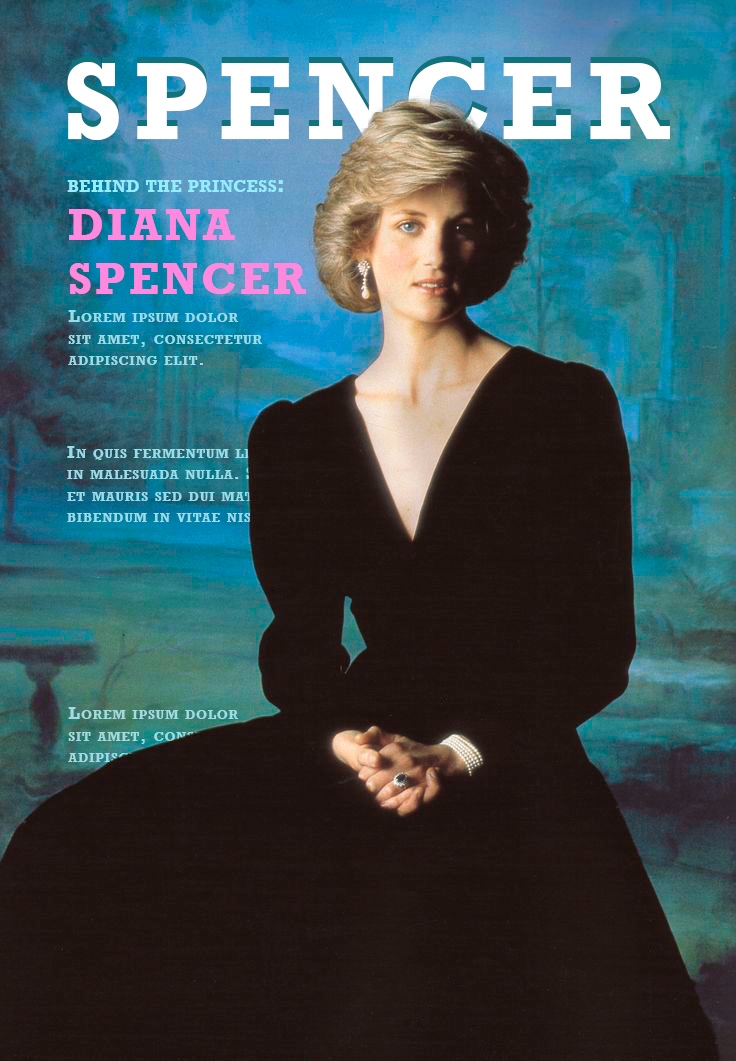 SPENCER
BEHIND THE PRINCESS:
DIANA
SPENCER
Lorem ipsum dolor
sit amet, consectetur
adipiscing elit.
In quis fermentum
in malesuada nulla.
et mauris sed dui
bibendum in vitae
Lorem ipsum dolor
sit amet,